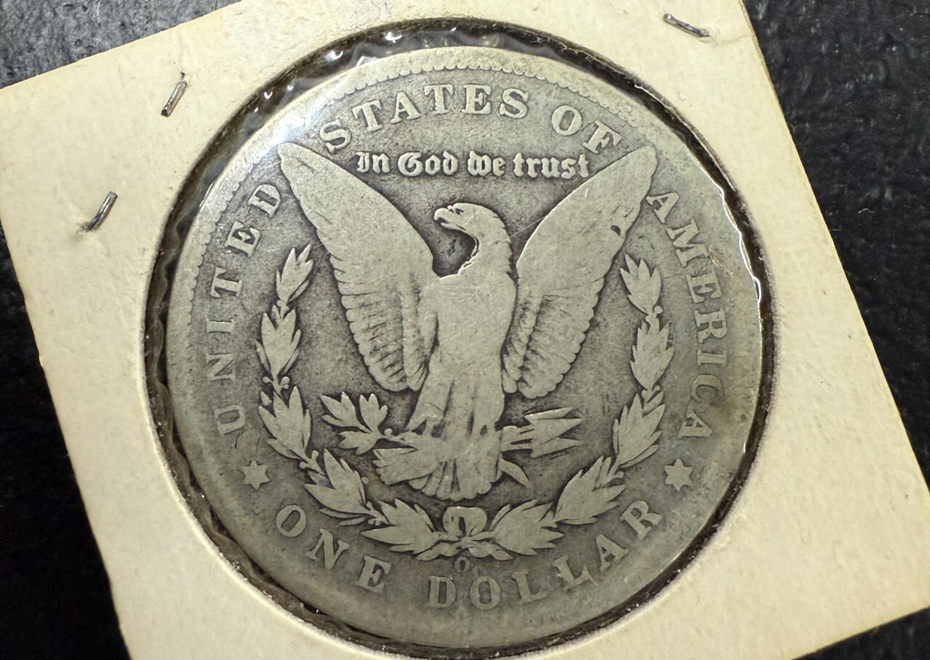 UNITED STATES OF AMERICA
In God we trust
O
ONE DOLLAR